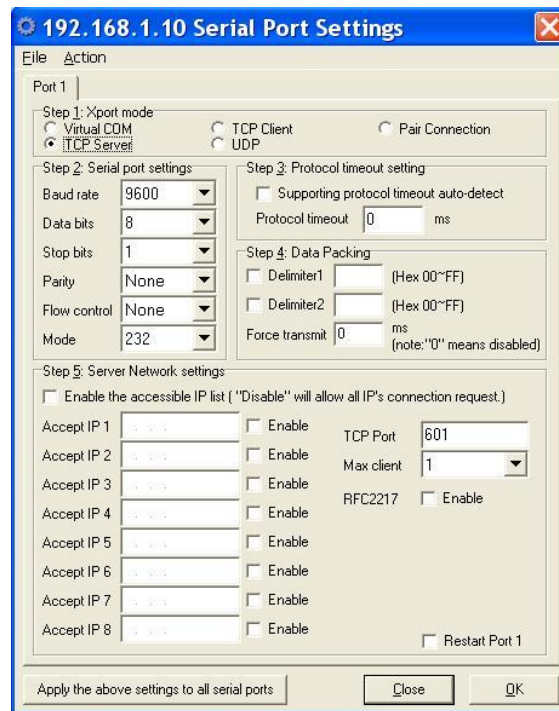 192.168.1.10 Serial Port Settings
File Action
Port 1
Step 1: Xport mode
Virtual COM TCP Client Pair Connection
TCP Server UDP
Step 2: Serial port settings
Baud rate 9600
Data bits 8
Stop bits 1
Parity None
Flow control None
Mode 232
Step 3: Protocol timeout setting
Supporting protocol timeout auto-detect
Protocol timeout 0 ms
Step 4: Data Packing
Delimiter1 (Hex 00~FF)
Delimiter2 (Hex 00~FF)
Force transmit 0 ms
(note:"0" means disabled)
Step 5: Server Network settings
Enable the accessible IP list ( "Disable" will allow all IP's connection request.)
Accept IP 1 . . . Enable
Accept IP 2 . . . Enable
Accept IP 3 . . . Enable
Accept IP 4 . . . Enable
Accept IP 5 . . . Enable
Accept IP 6 . . . Enable
Accept IP 7 . . . Enable
Accept IP 8 . . . Enable
TCP Port 601
Max client 1
RFC2217 Enable
Restart Port 1
Apply the above settings to all serial ports Close OK